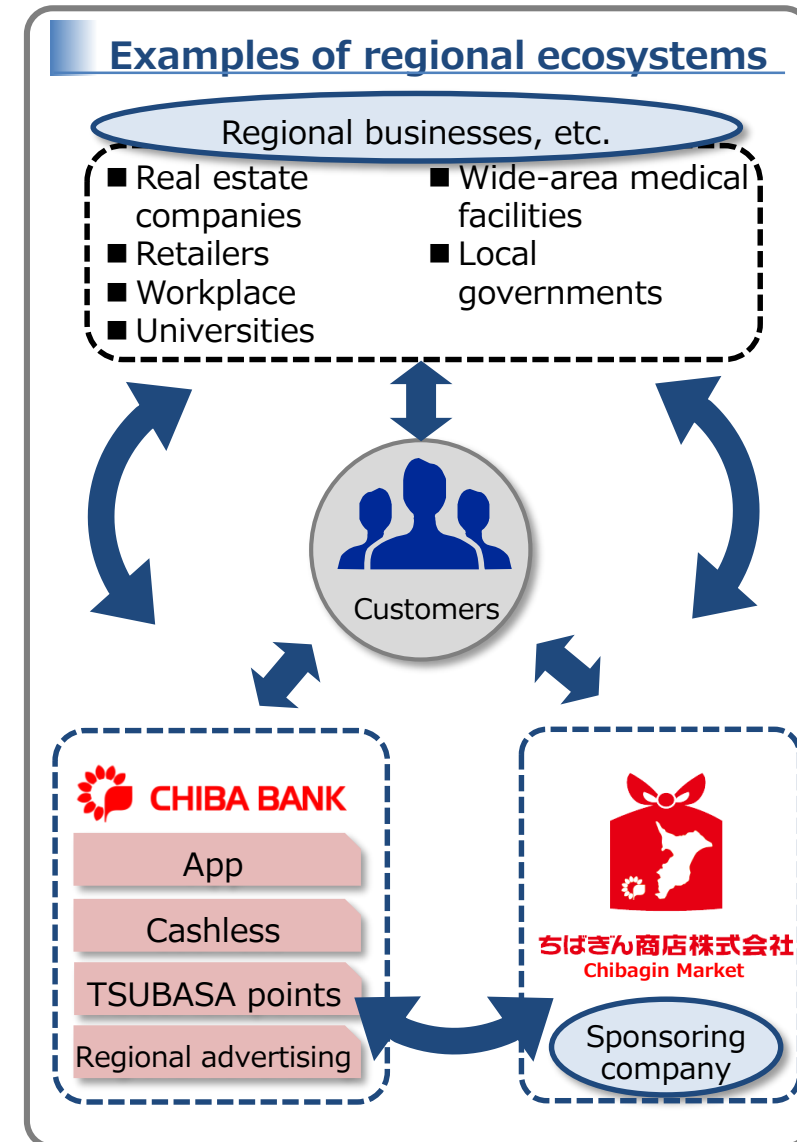 Examples of regional ecosystems
Regional businesses, etc.
■ Real estate
companies
■ Retailers
■ Workplace
■ Universities
■ Wide-area medical
facilities
■ Local
governments
Customers
CHIBA BANK
App
Cashless
TSUBASA points
Regional advertising
ちばぎん商店株式会社
Chibagin Market
Sponsoring
company